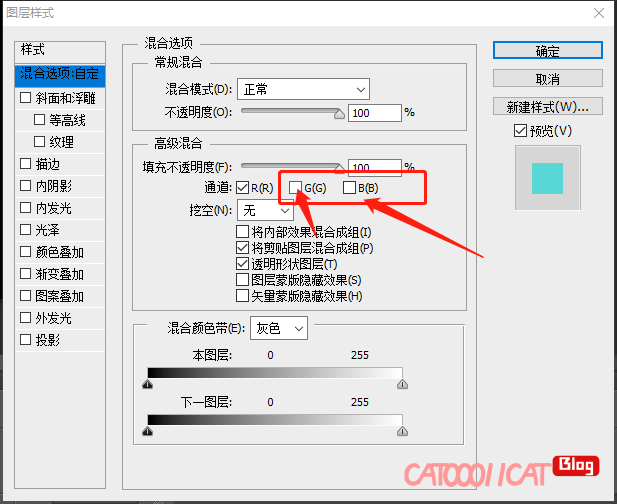 图层样式
样式
混合选项:自定
斜面和浮雕
等高线
纹理
描边
内阴影
内发光
光泽
颜色叠加
渐变叠加
图案叠加
外发光
投影
混合选项
常规混合
混合模式(D): 正常
不透明度(O): 100 %
高级混合
填充不透明度(F): 100 %
通道: R(R) G(G) B(B)
挖空(N): 无
将内部效果混合成组(I)
将剪贴图层混合成组(P)
透明形状图层(T)
图层蒙版隐藏效果(S)
矢量蒙版隐藏效果(H)
混合颜色带(E): 灰色
本图层: 0 255
下一图层: 0 255
确定
取消
新建样式(W)...
预览(V)
CATOOO11CAT Blog